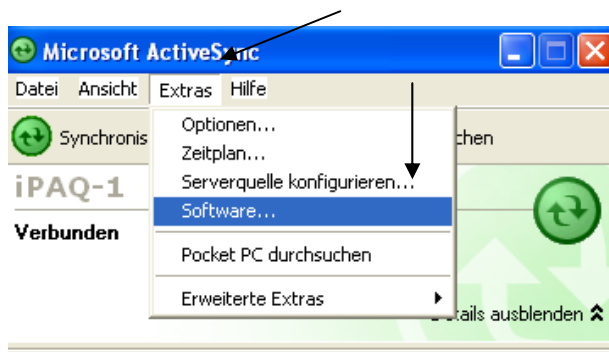 Microsoft ActiveSync
Datei Ansicht Extras Hilfe
Synchronis chen
Optionen...
Zeitplan...
Serverquelle konfigurieren...
iPAQ-1
Software...
Verbunden
Pocket PC durchsuchen
Erweiterte Extras
ails ausblenden